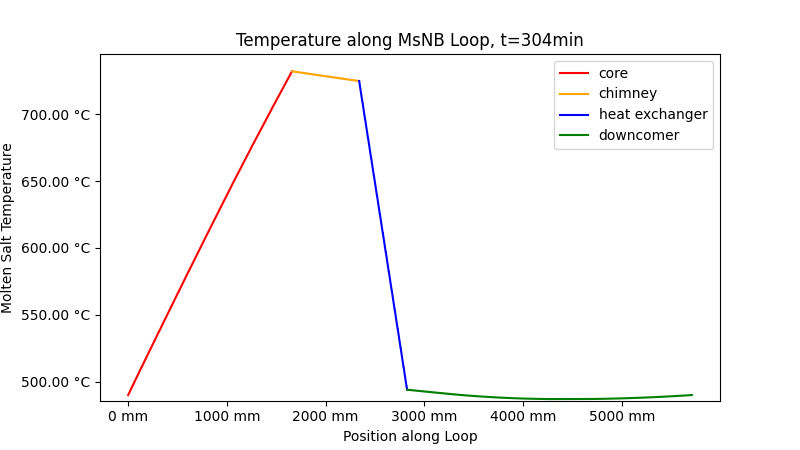 Temperature along MsNB Loop, t=304min
core
chimney
heat exchanger
downcomer
Molten Salt Temperature
700.00 °C
650.00 °C
600.00 °C
550.00 °C
500.00 °C
0 mm
1000 mm
2000 mm
3000 mm
4000 mm
5000 mm
Position along Loop